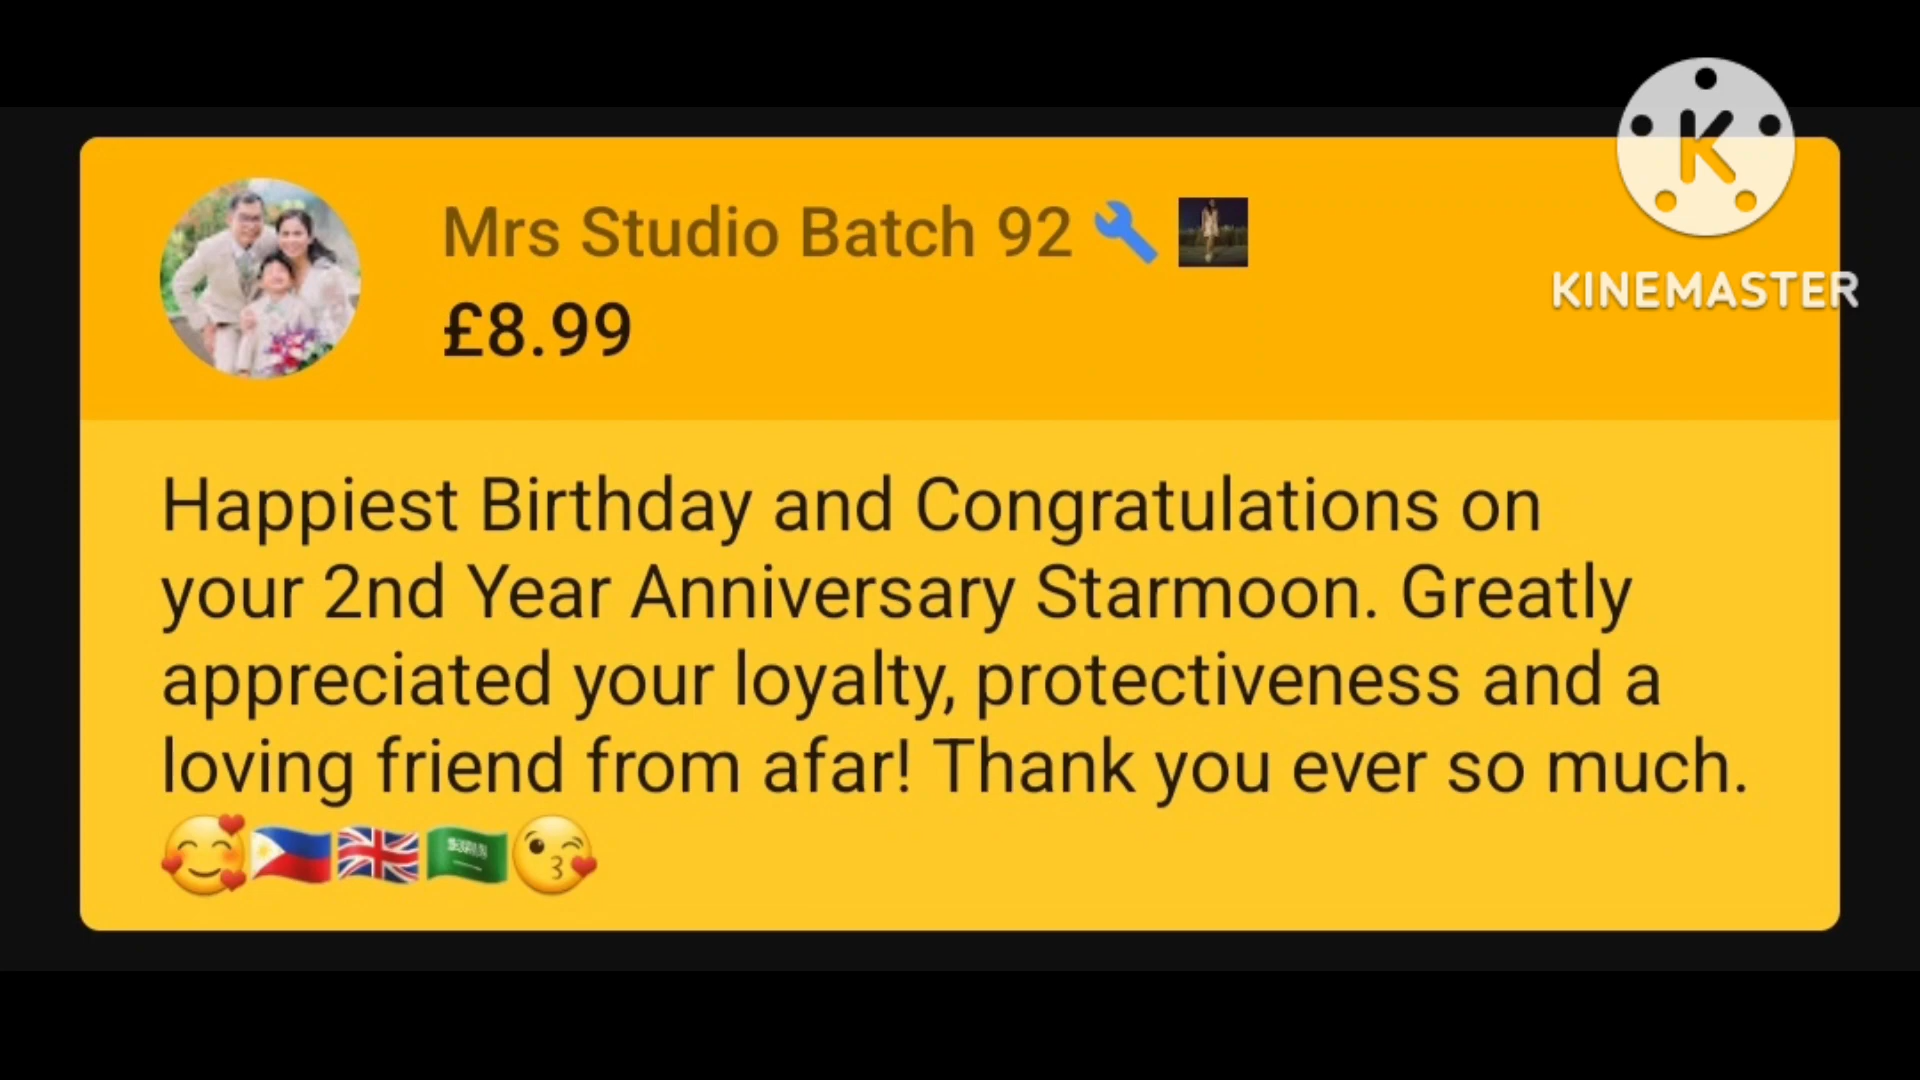 Mrs Studio Batch 92
£8.99
K
KINEMASTER
Happiest Birthday and Congratulations on
your 2nd Year Anniversary Starmoon. Greatly
appreciated your loyalty, protectiveness and a
loving friend from afar! Thank you ever so much.
🥰🇵🇭🇬🇧🇸🇦😘